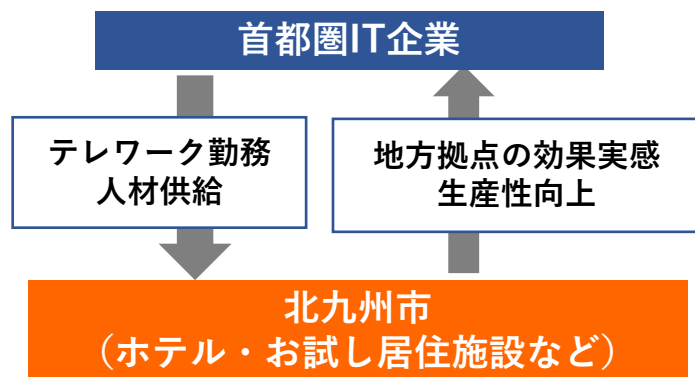 首都圏IT企業
テレワーク勤務
人材供給
地方拠点の効果実感
生産性向上
北九州市
（ホテル・お試し居住施設など）